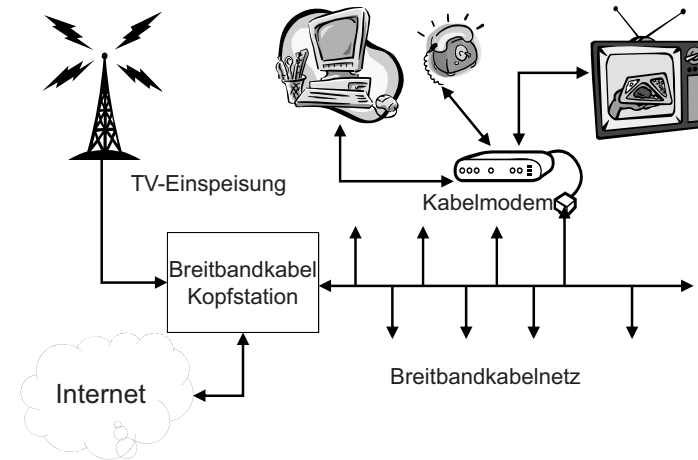 TV-Einspeisung
Kabelmodem
Breitbandkabel
Kopfstation
Internet
Breitbandkabelnetz